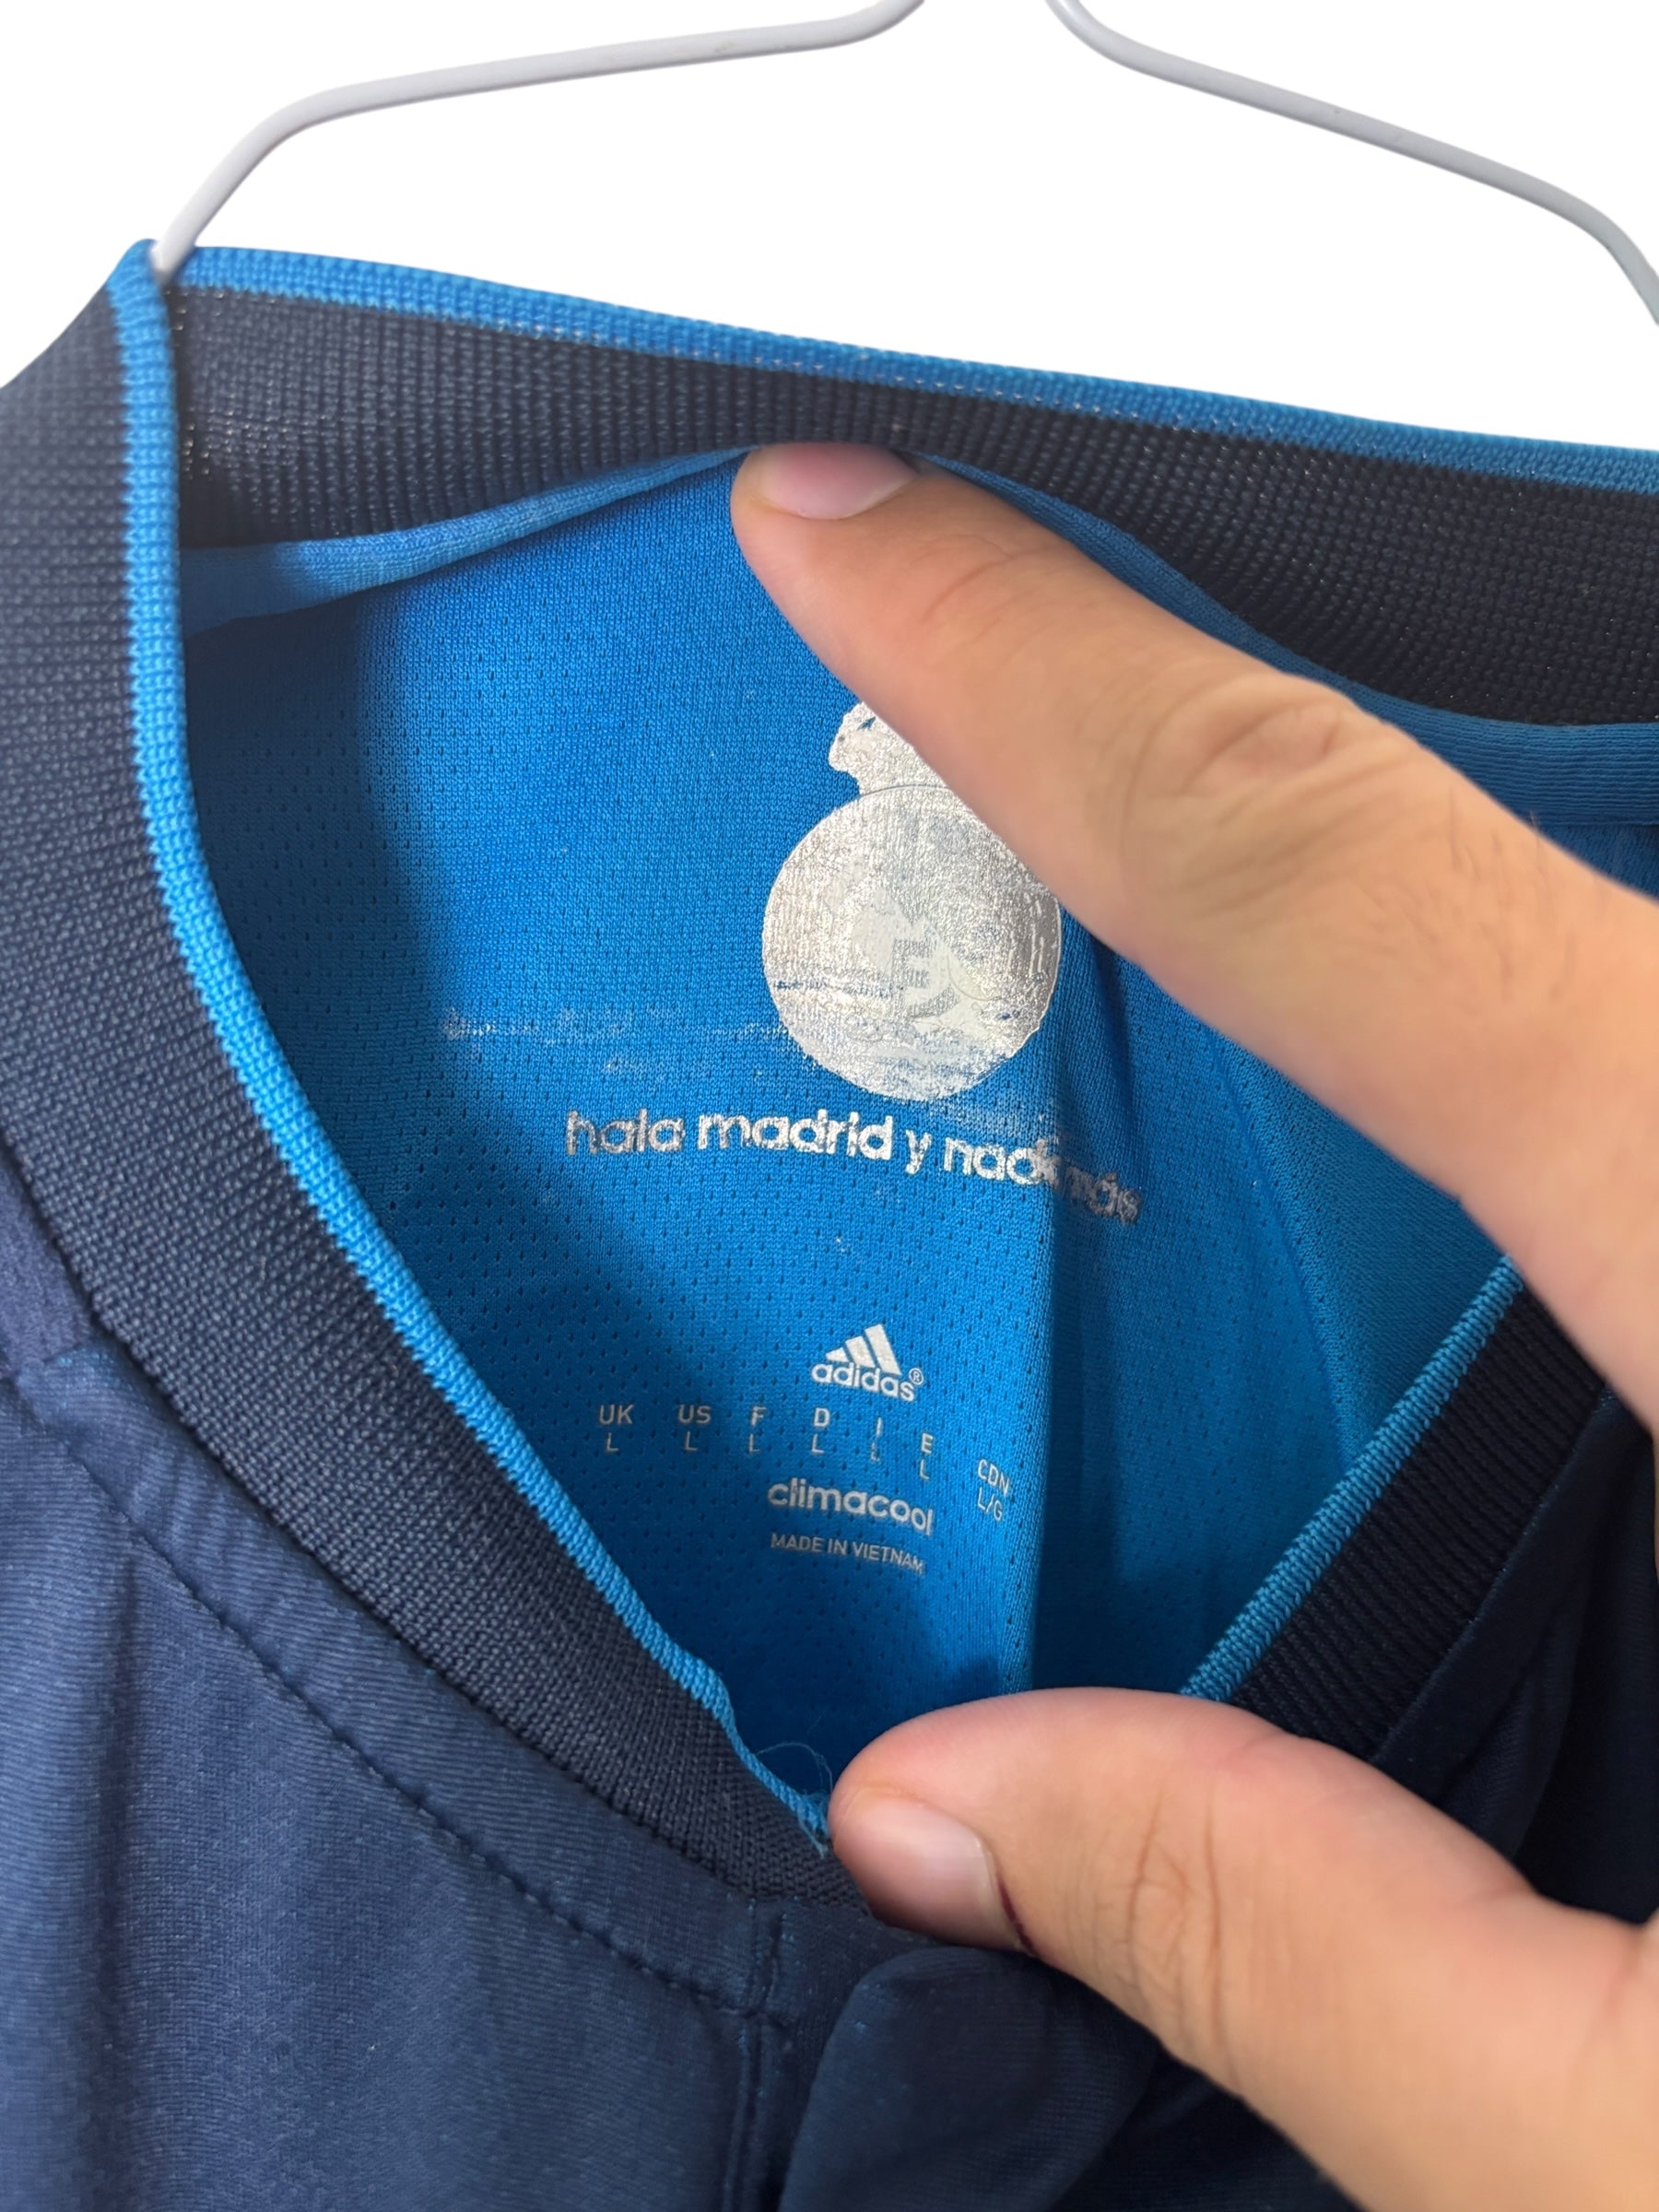 hala madrid y nada más
adidas®
UK US F D I E CDN
L L L L L L L/G
climacool
MADE IN VIETNAM